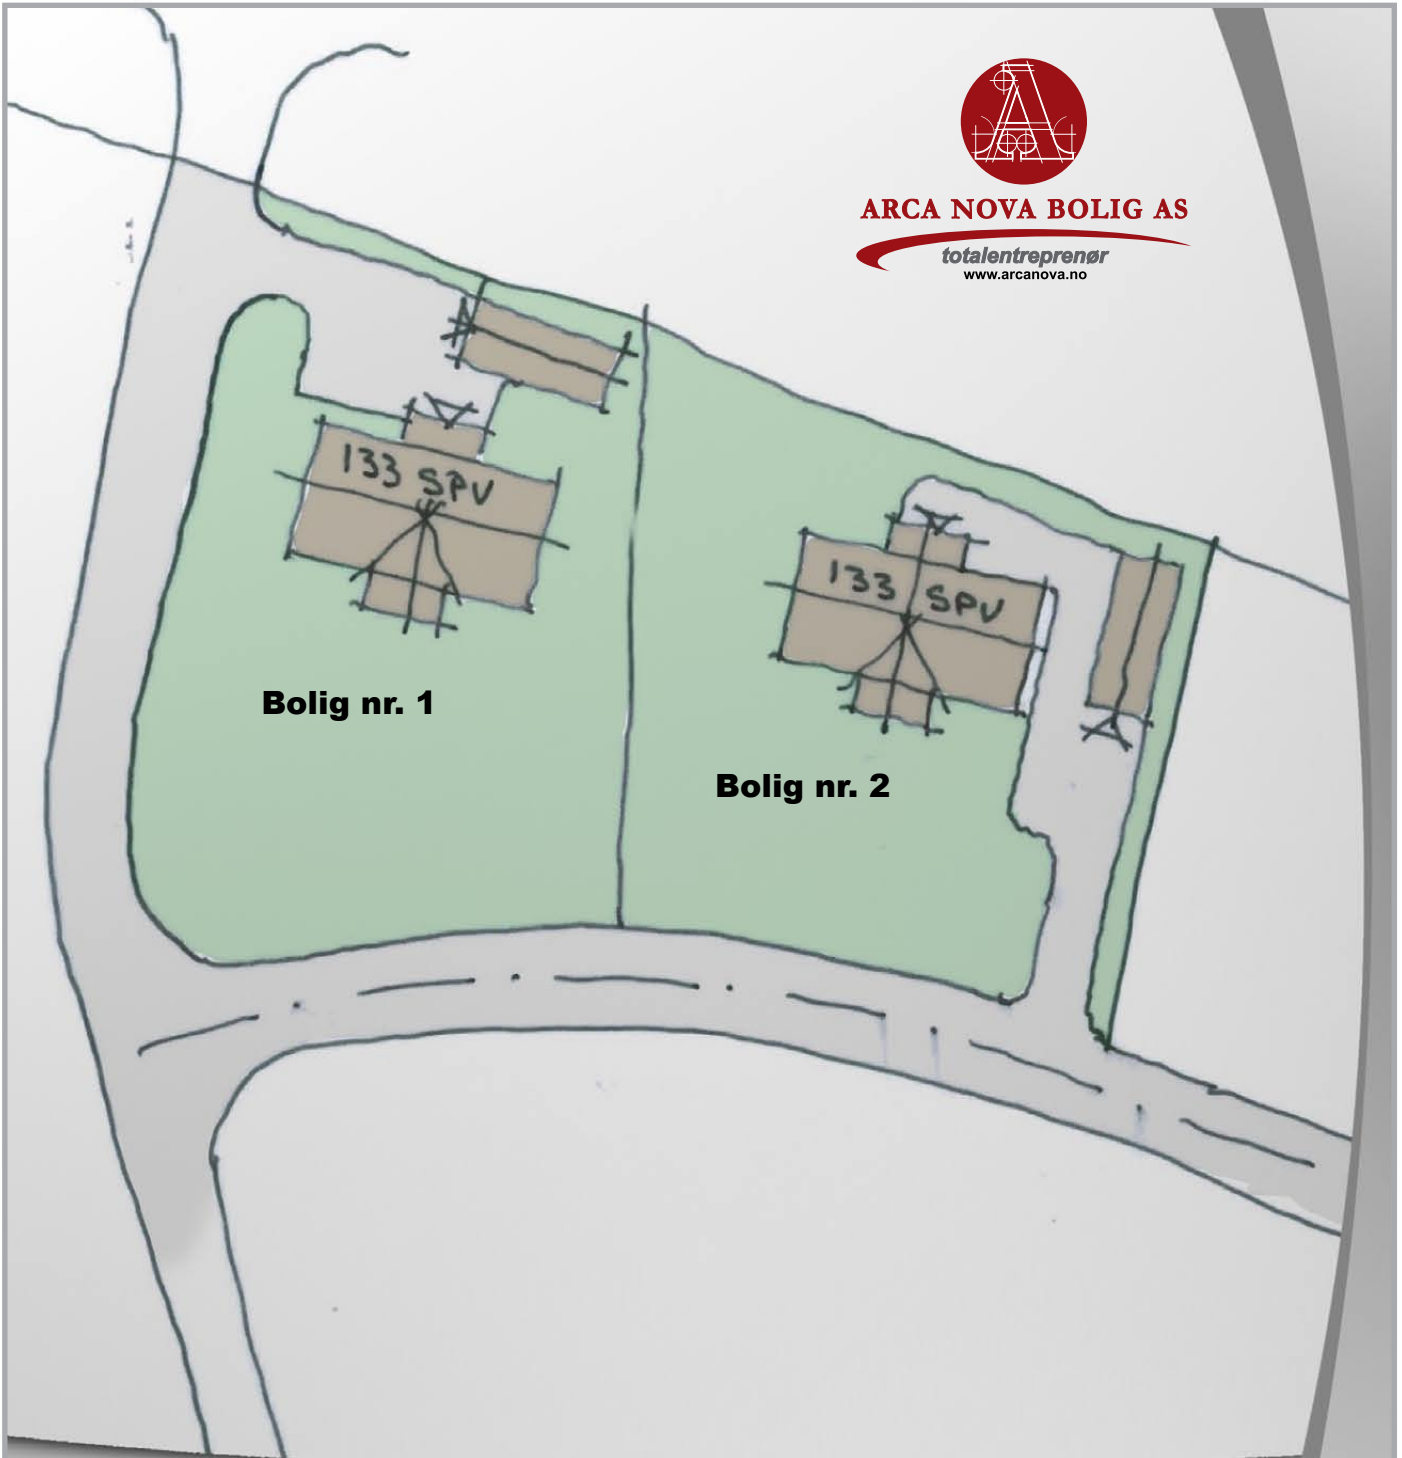 ARCA NOVA BOLIG AS
totalentreprenør
www.arcanova.no
133 SPV
133 SPV
Bolig nr. 1
Bolig nr. 2